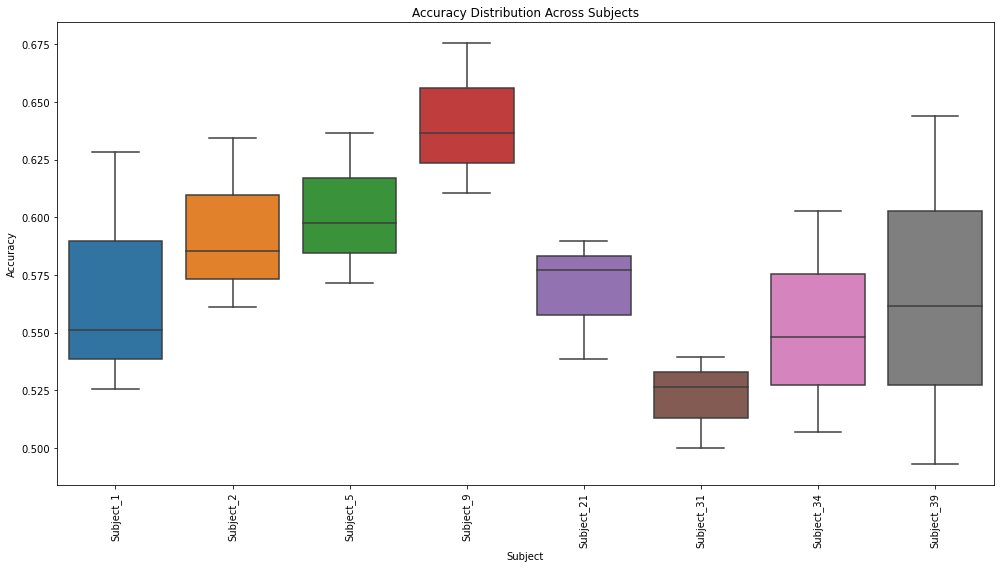 Accuracy Distribution Across Subjects
Accuracy
0.675
0.650
0.625
0.600
0.575
0.550
0.525
0.500
Subject_1
Subject_2
Subject_5
Subject_9
Subject_21
Subject_31
Subject_34
Subject_39
Subject